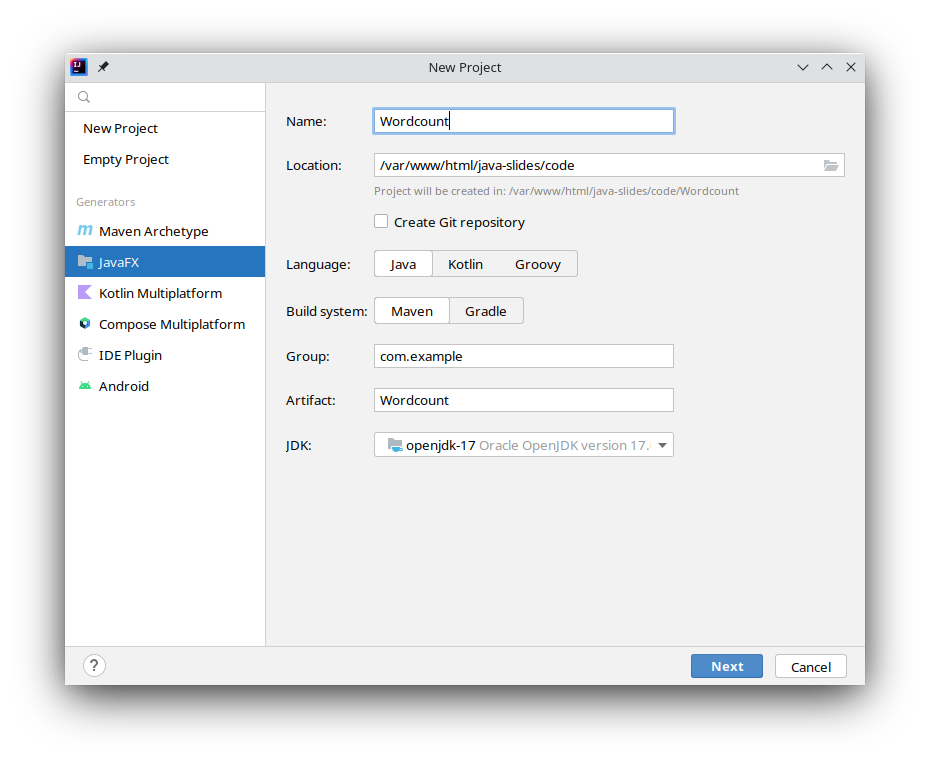 New Project
New Project
Empty Project
Generators
Maven Archetype
JavaFX
Kotlin Multiplatform
Compose Multiplatform
IDE Plugin
Android
Name: Wordcount
Location: /var/www/html/java-slides/code
Project will be created in: /var/www/html/java-slides/code/Wordcount
Create Git repository
Language: Java Kotlin Groovy
Build system: Maven Gradle
Group: com.example
Artifact: Wordcount
JDK: openjdk-17 Oracle OpenJDK version 17.
? Next Cancel